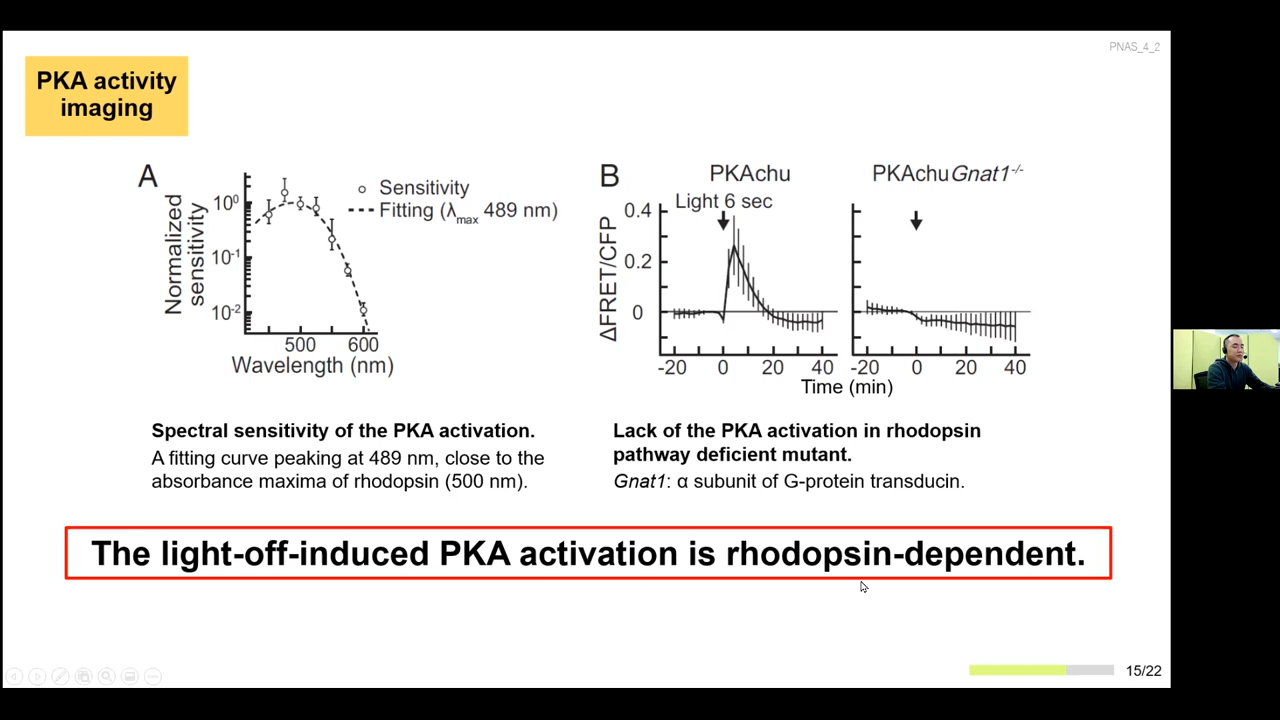 PNAS_4_2
PKA activity
imaging
A
Normalized
sensitivity
10⁰
10⁻¹
10⁻²
500
600
Wavelength (nm)
Sensitivity
Fitting (λmax 489 nm)
B
PKAchu
PKAchuGnat1-/-
Light 6 sec
ΔFRET/CFP
0.4
0.2
0
-20
0
20
40
-20
0
20
40
Time (min)
Spectral sensitivity of the PKA activation.
A fitting curve peaking at 489 nm, close to the
absorbance maxima of rhodopsin (500 nm).
Lack of the PKA activation in rhodopsin
pathway deficient mutant.
Gnat1: α subunit of G-protein transducin.
The light-off-induced PKA activation is rhodopsin-dependent.
15/22